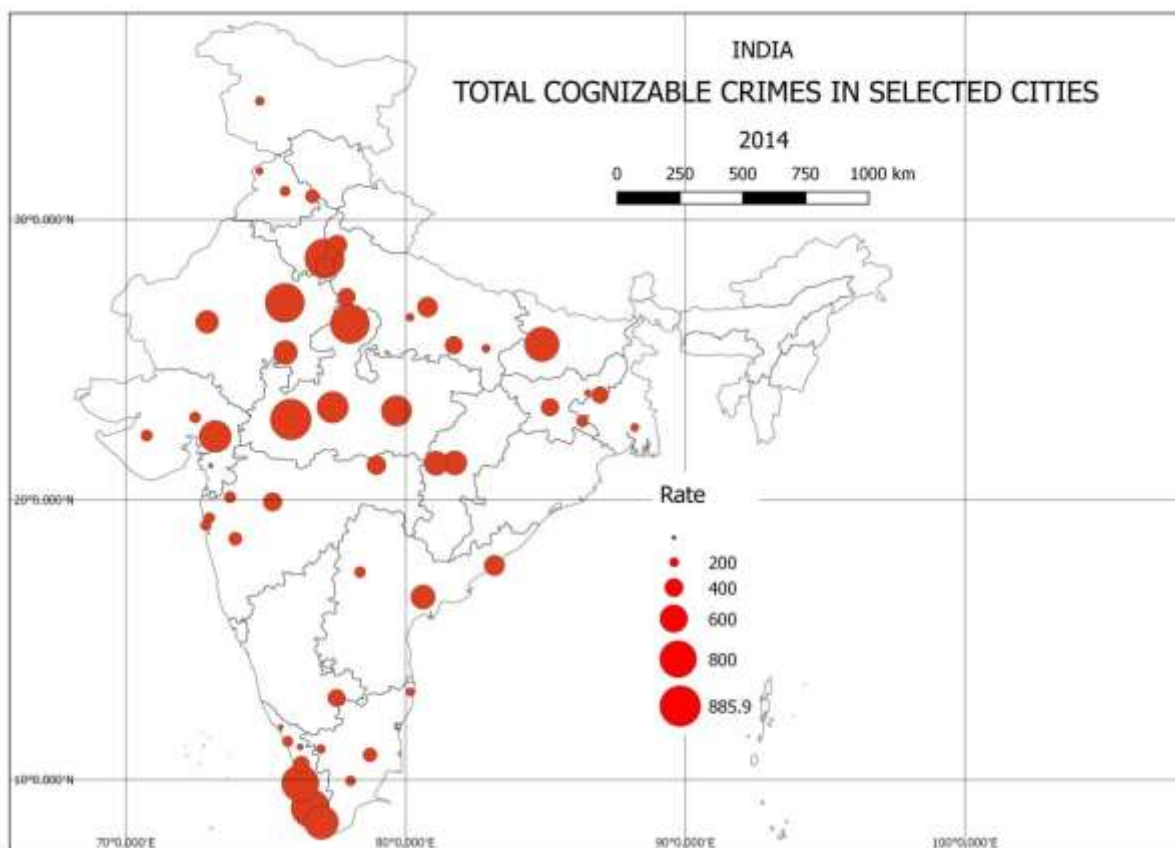 INDIA
TOTAL COGNIZABLE CRIMES IN SELECTED CITIES
2014
0 250 500 750 1000 km
30°0.000'N
20°0.000'N
Rate
200
400
600
800
885.9
10°0.000'N
70°0.000'E 80°0.000'E 90°0.000'E 100°0.000'E